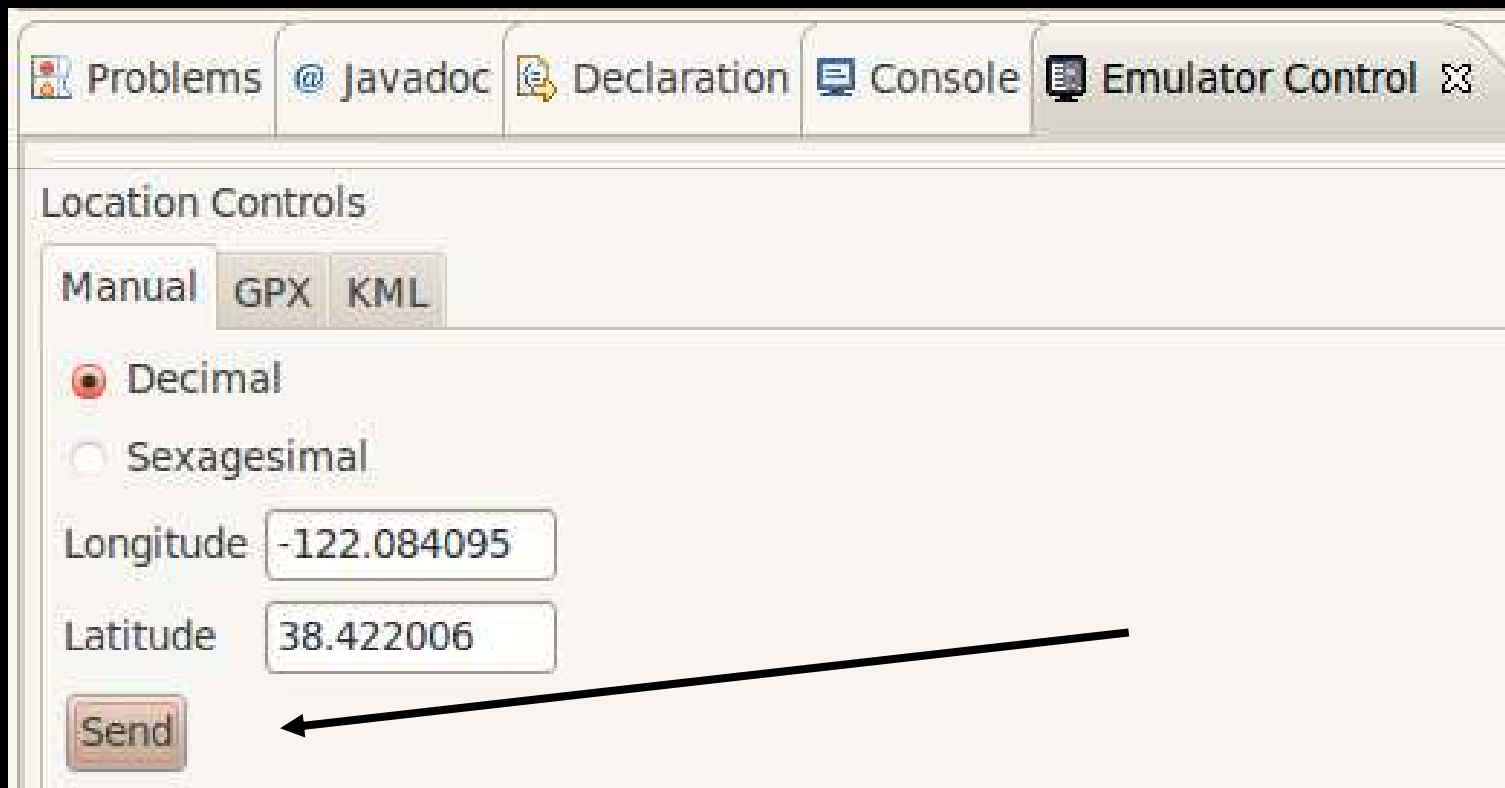 Problems @ Javadoc Declaration Console Emulator Control
Location Controls
Manual GPX KML
Decimal
Sexagesimal
Longitude -122.084095
Latitude 38.422006
Send